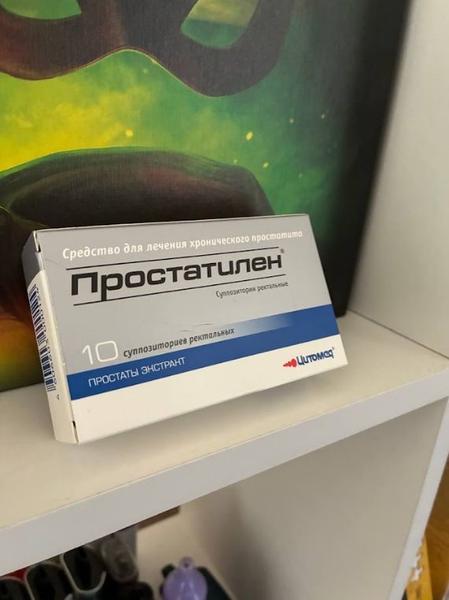 Средство для лечения хронического простатита
Простатилен®
Суппозитории ректальные
10 суппозиториев ректальных
ПРОСТАТЫ ЭКСТРАКТ
Цитомед®